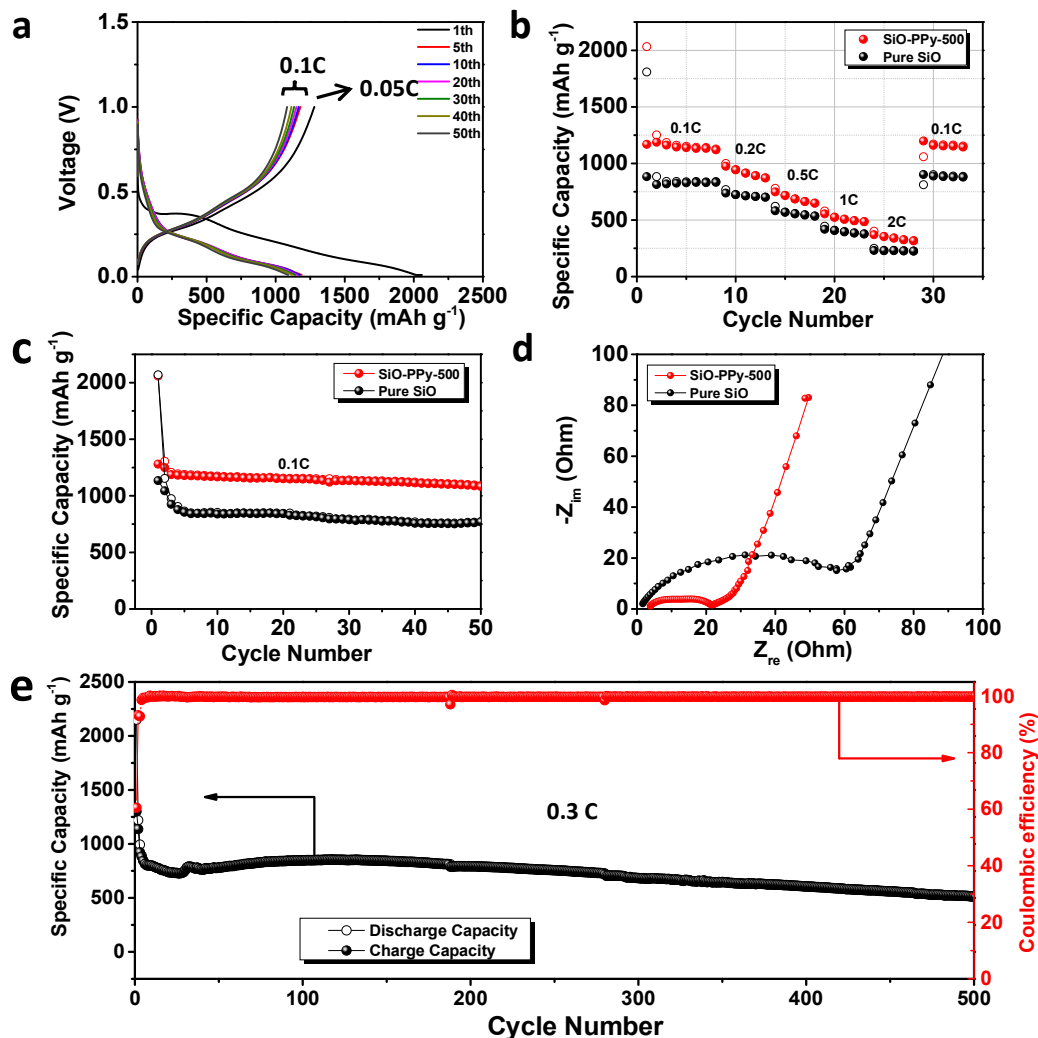 a
1.5
1.0
0.5
0.0
Voltage (V)
0.1C
0.05C
1th
5th
10th
20th
30th
40th
50th
0 500 1000 1500 2000 2500
Specific Capacity (mAh g-1)
b
2000
1500
1000
500
0
Specific Capacity (mAh g-1)
SiO-PPy-500
Pure SiO
0.1C
0.2C
0.5C
1C
2C
0.1C
0 10 20 30
Cycle Number
c
2000
1750
1500
1250
1000
750
500
250
0
Specific Capacity (mAh g-1)
SiO-PPy-500
Pure SiO
0.1C
0 10 20 30 40 50
Cycle Number
d
100
80
60
40
20
0
-Zim (Ohm)
SiO-PPy-500
Pure SiO
0 20 40 60 80 100
Zre (Ohm)
e
2500
2000
1500
1000
500
0
Specific Capacity (mAh g-1)
0.3 C
Discharge Capacity
Charge Capacity
100
80
60
40
20
0
Coulombic efficiency (%)
0 100 200 300 400 500
Cycle Number